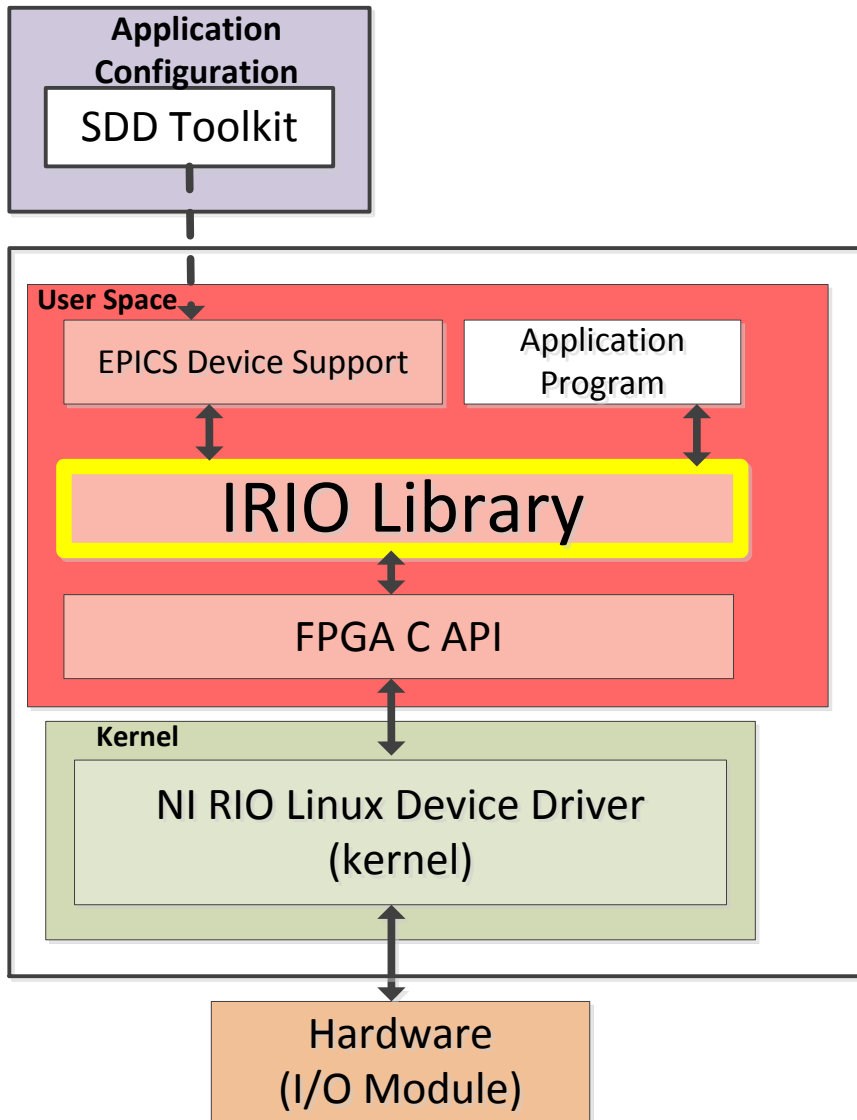 Application
Configuration
SDD Toolkit
User Space
EPICS Device Support
Application
Program
IRIO Library
FPGA C API
Kernel
NI RIO Linux Device Driver
(kernel)
Hardware
(I/O Module)